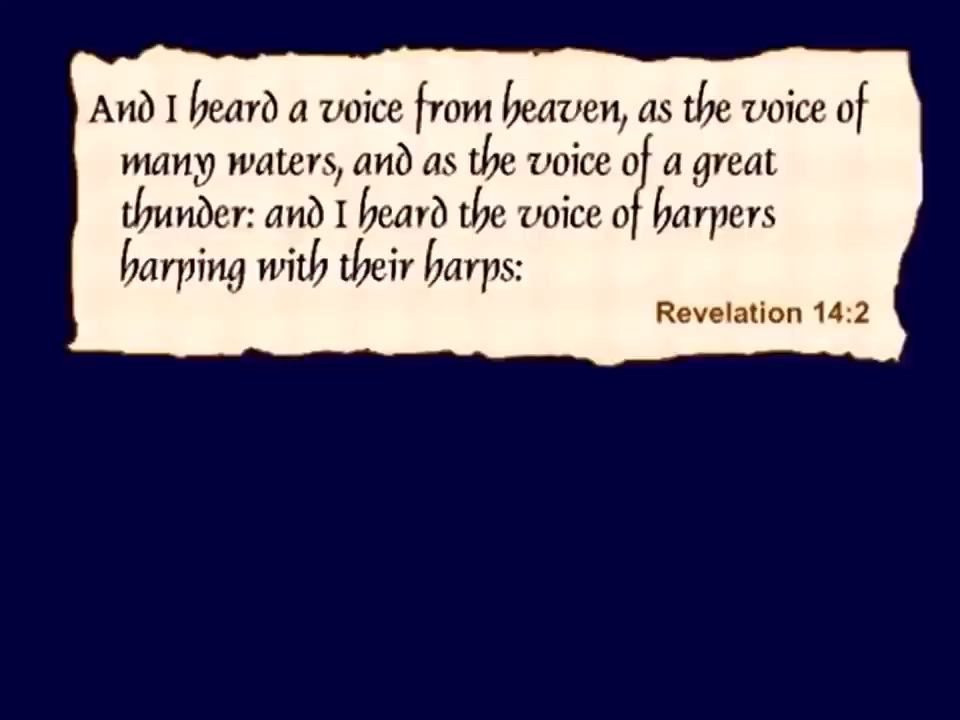 And I heard a voice from heaven, as the voice of
many waters, and as the voice of a great
thunder: and I heard the voice of harpers
harping with their harps:
Revelation 14:2